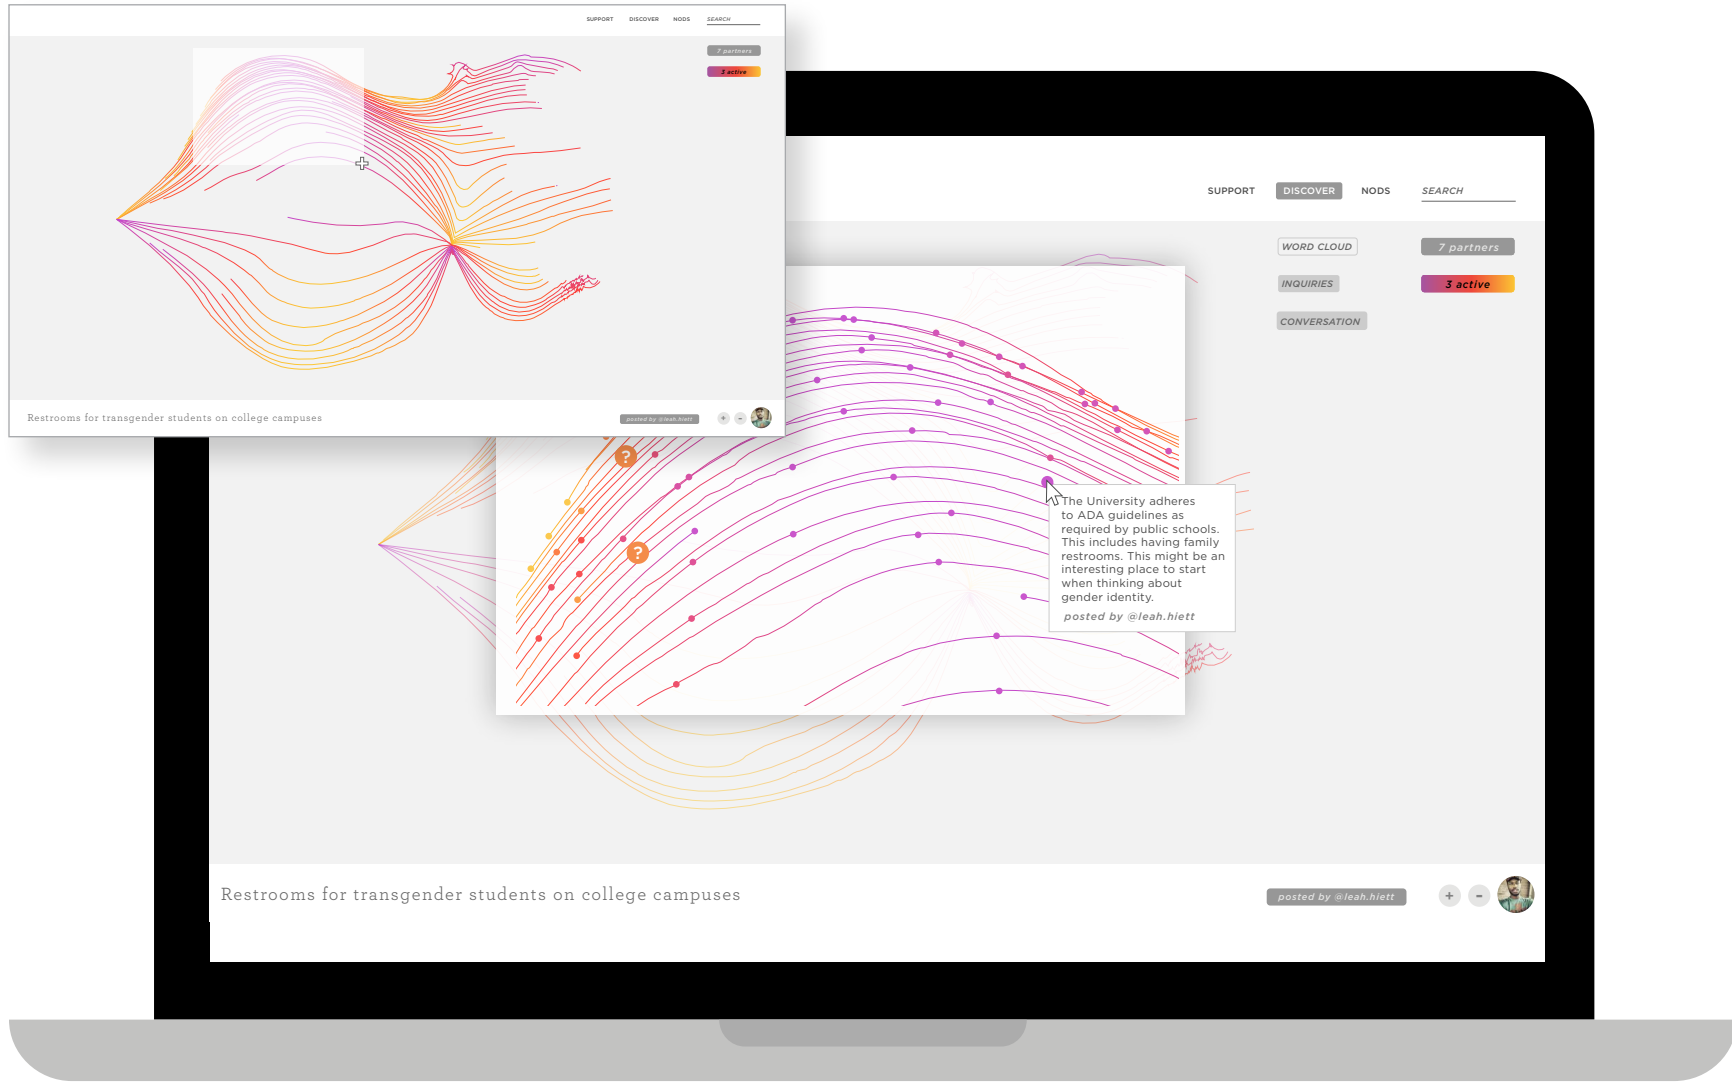 SUPPORT DISCOVER NODS SEARCH
7 partners
3 active
Restrooms for transgender students on college campuses
posted by @leah.hiett
+ -
SUPPORT DISCOVER NODS SEARCH
WORD CLOUD 7 partners
INQUIRIES 3 active
CONVERSATION
?
?
The University adheres
to ADA guidelines as
required by public schools.
This includes having family
restrooms. This might be an
interesting place to start
when thinking about
gender identity.
posted by @leah.hiett
Restrooms for transgender students on college campuses
posted by @leah.hiett
+ -